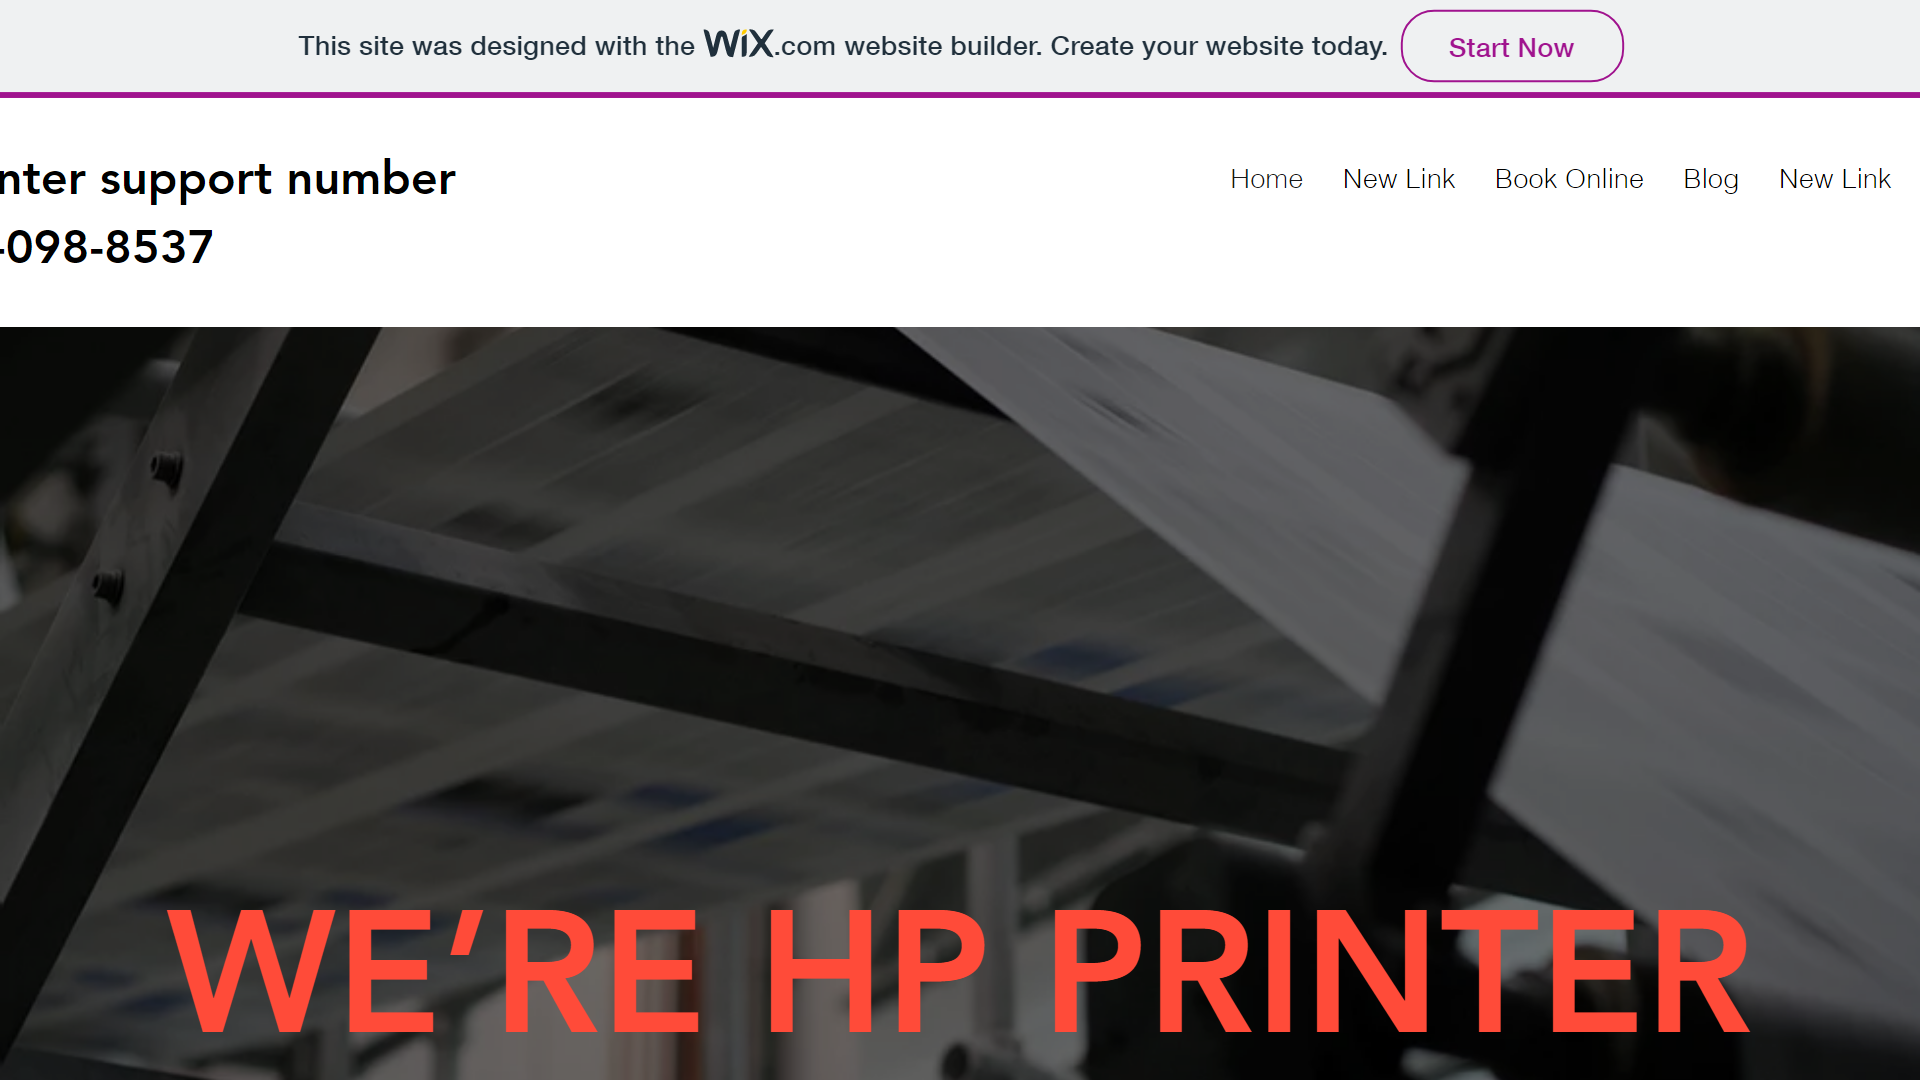 This site was designed with the WiX.com website builder. Create your website today.
Start Now
nter support number
-098-8537
Home
New Link
Book Online
Blog
New Link
WE’RE HP PRINTER